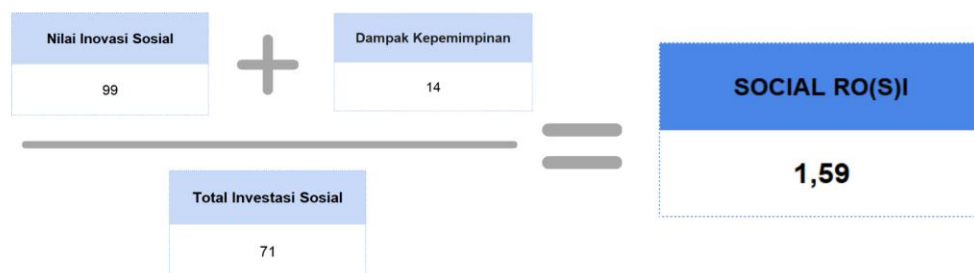 Nilai Inovasi Sosial
99
+
Dampak Kepemimpinan
14
=
SOCIAL RO(S)I
1,59
Total Investasi Sosial
71